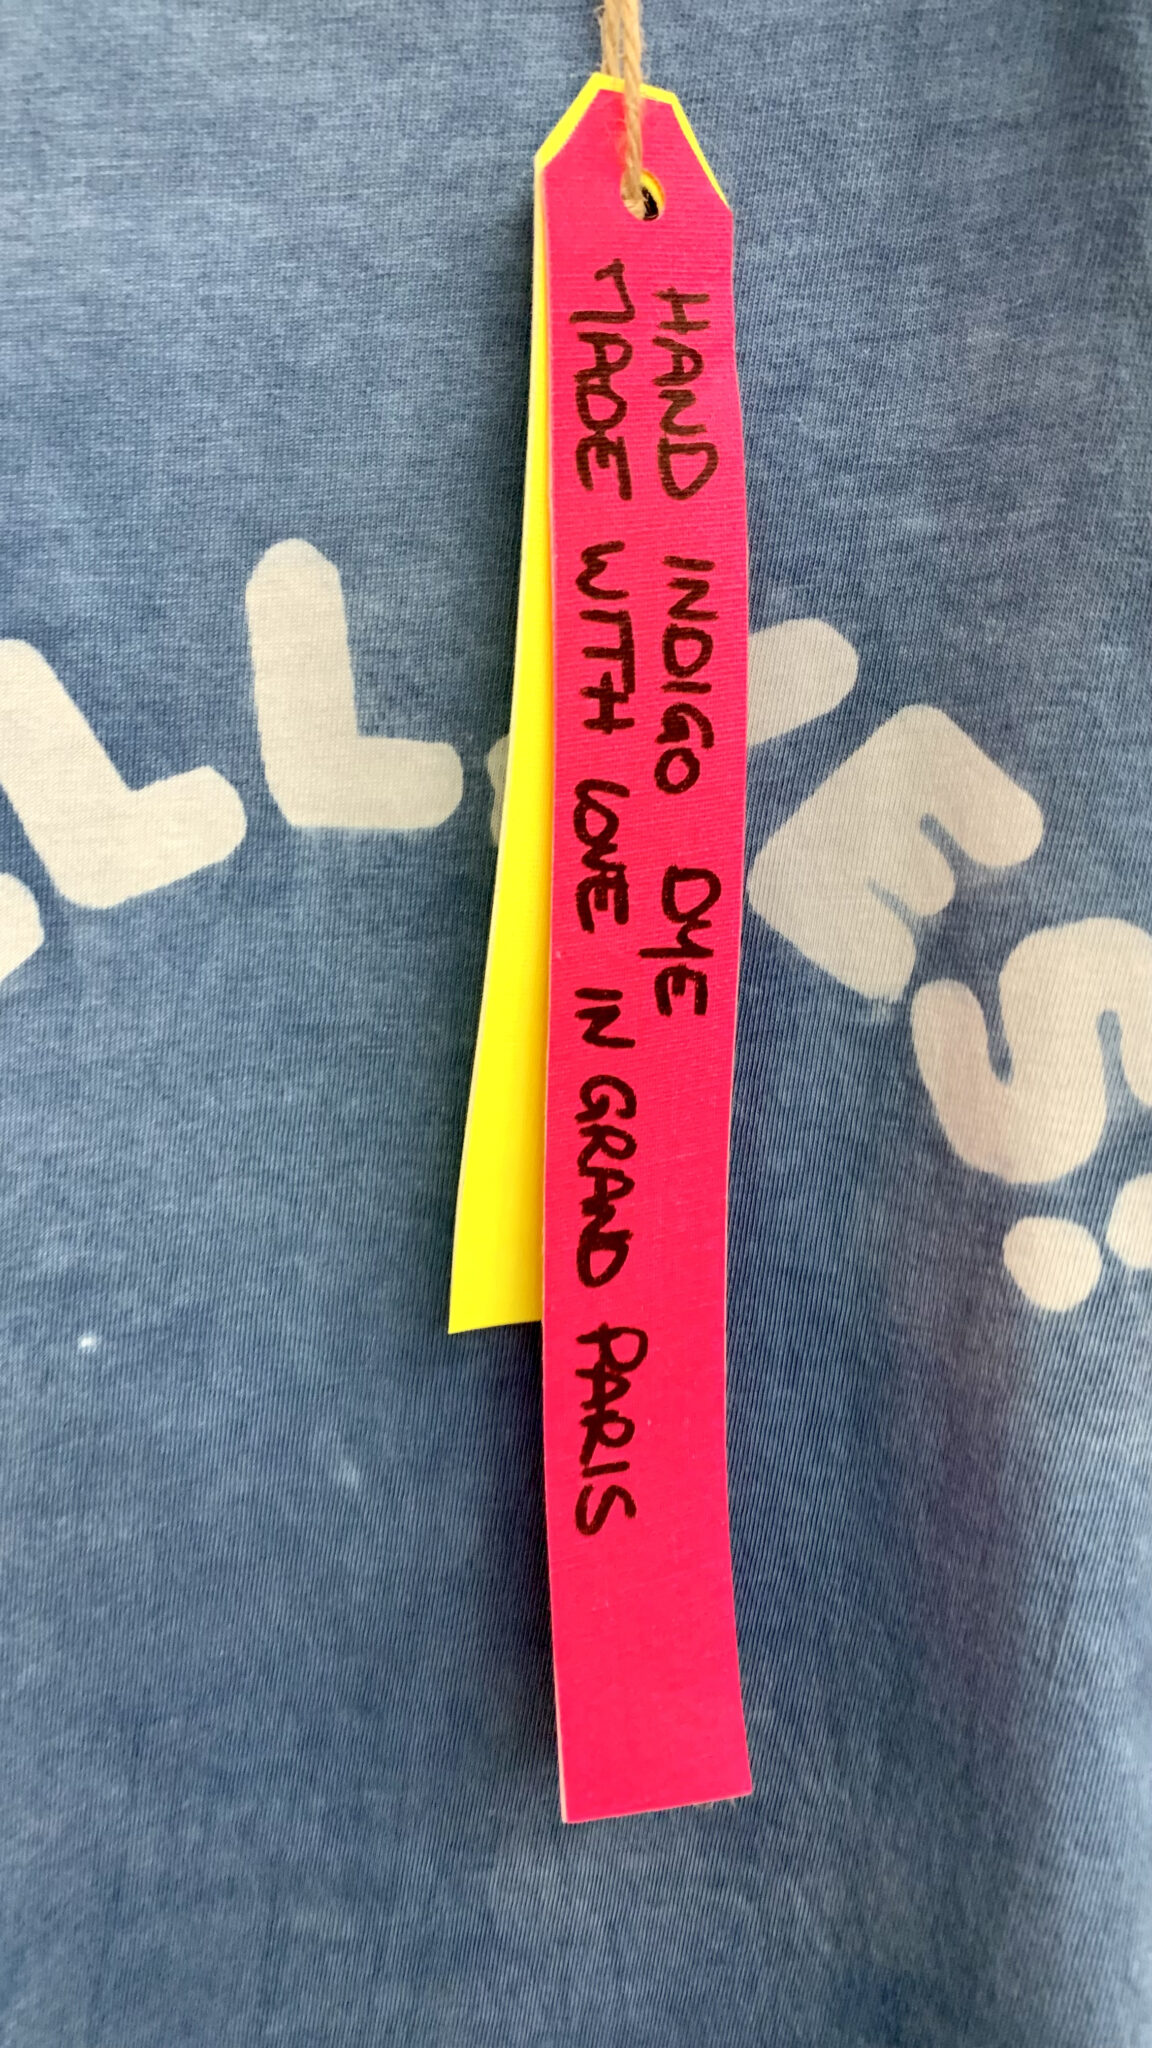 HAND INDIGO DYE
MADE WITH LOVE IN GRAND PARIS